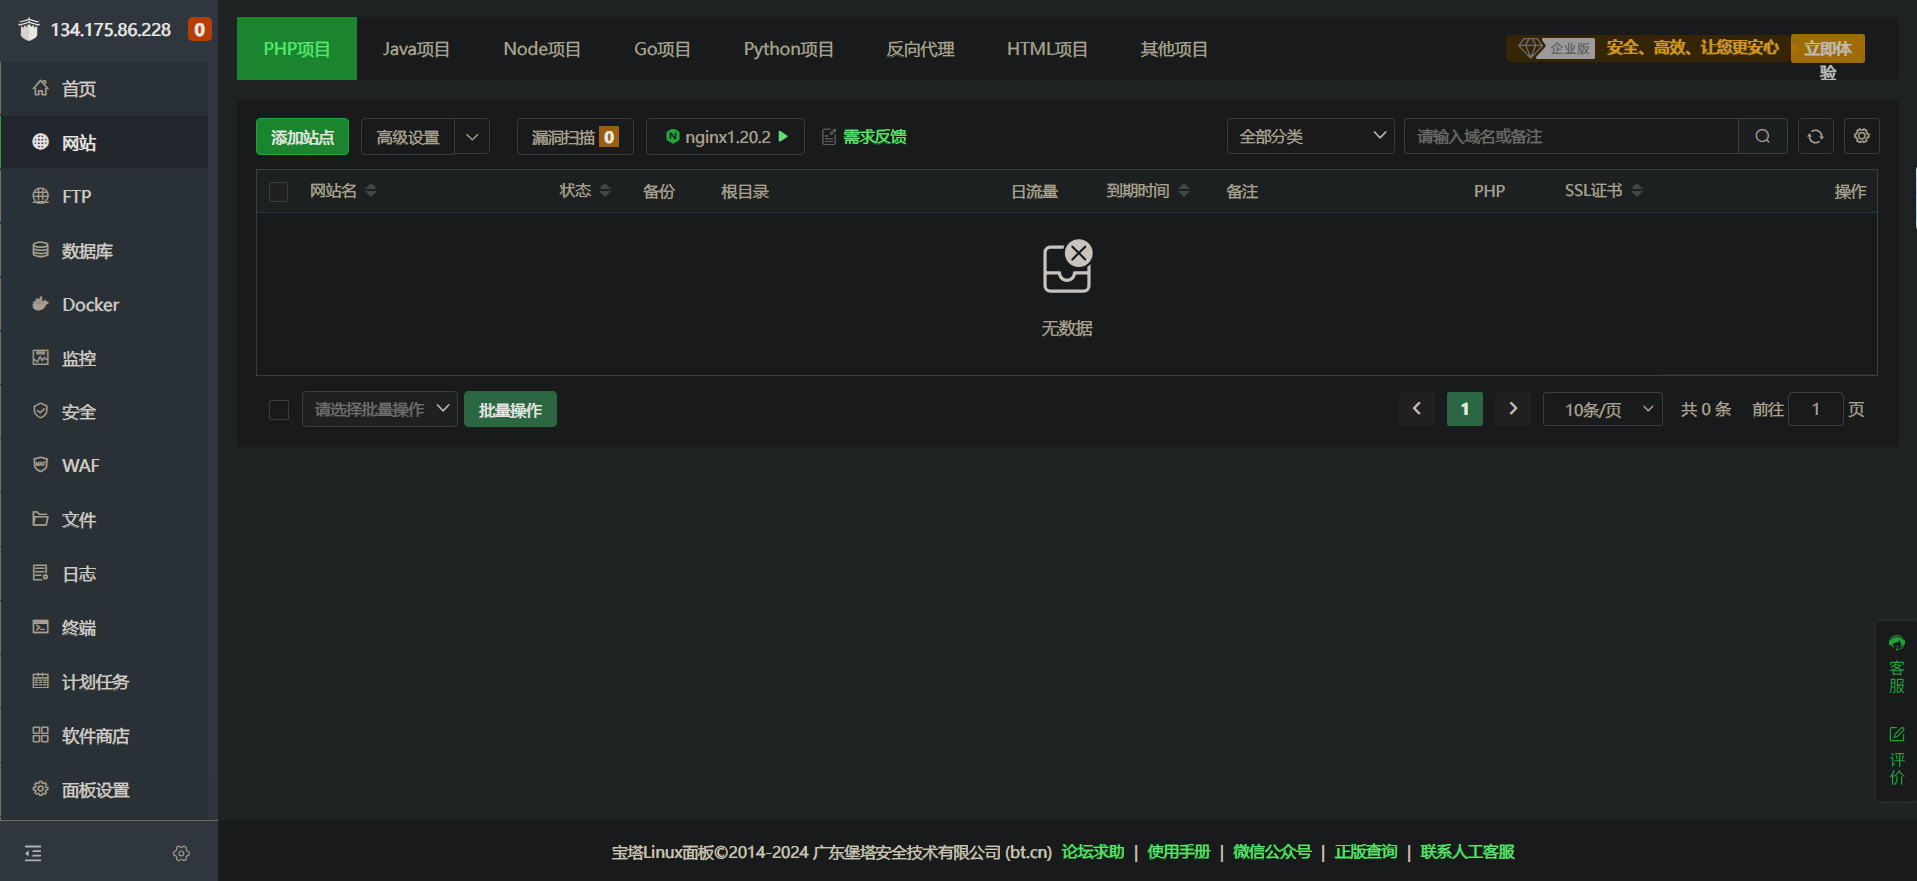 134.175.86.228 0
首页
网站
FTP
数据库
Docker
监控
安全
WAF
文件
日志
终端
计划任务
软件商店
面板设置
PHP项目 Java项目 Node项目 Go项目 Python项目 反向代理 HTML项目 其他项目
企业版 安全、高效、让您更安心 立即体
验
添加站点 高级设置 漏洞扫描 0 nginx1.20.2 需求反馈 全部分类 请输入域名或备注
网站名 状态 备份 根目录 日流量 到期时间 备注 PHP SSL证书 操作
无数据
请选择批量操作 批量操作 1 10条/页 共 0 条 前往 1 页
客
服
评
价
宝塔Linux面板©2014-2024 广东堡塔安全技术有限公司 (bt.cn) 论坛求助 | 使用手册 | 微信公众号 | 正版查询 | 联系人工客服